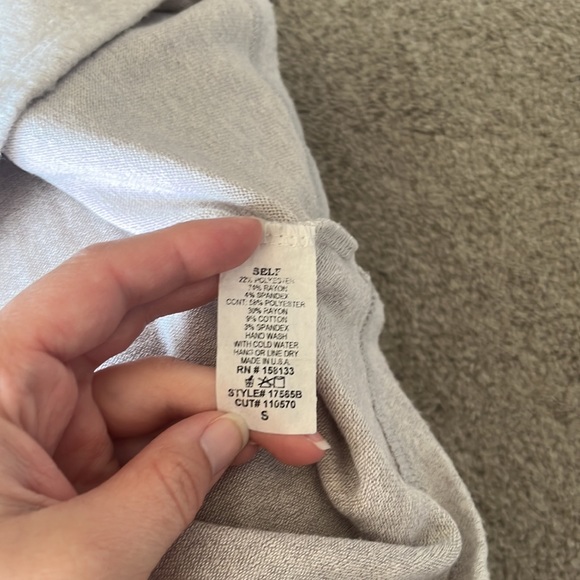 SELF
22% POLYESTER
74% RAYON
4% SPANDEX
CONT. 58% POLYESTER
30% RAYON
9% COTTON
3% SPANDEX
HAND WASH
WITH COLD WATER
HANG OR LINE DRY
MADE IN U.S.A.
RN # 158133
STYLE# 17565B
CUT# 110570
S